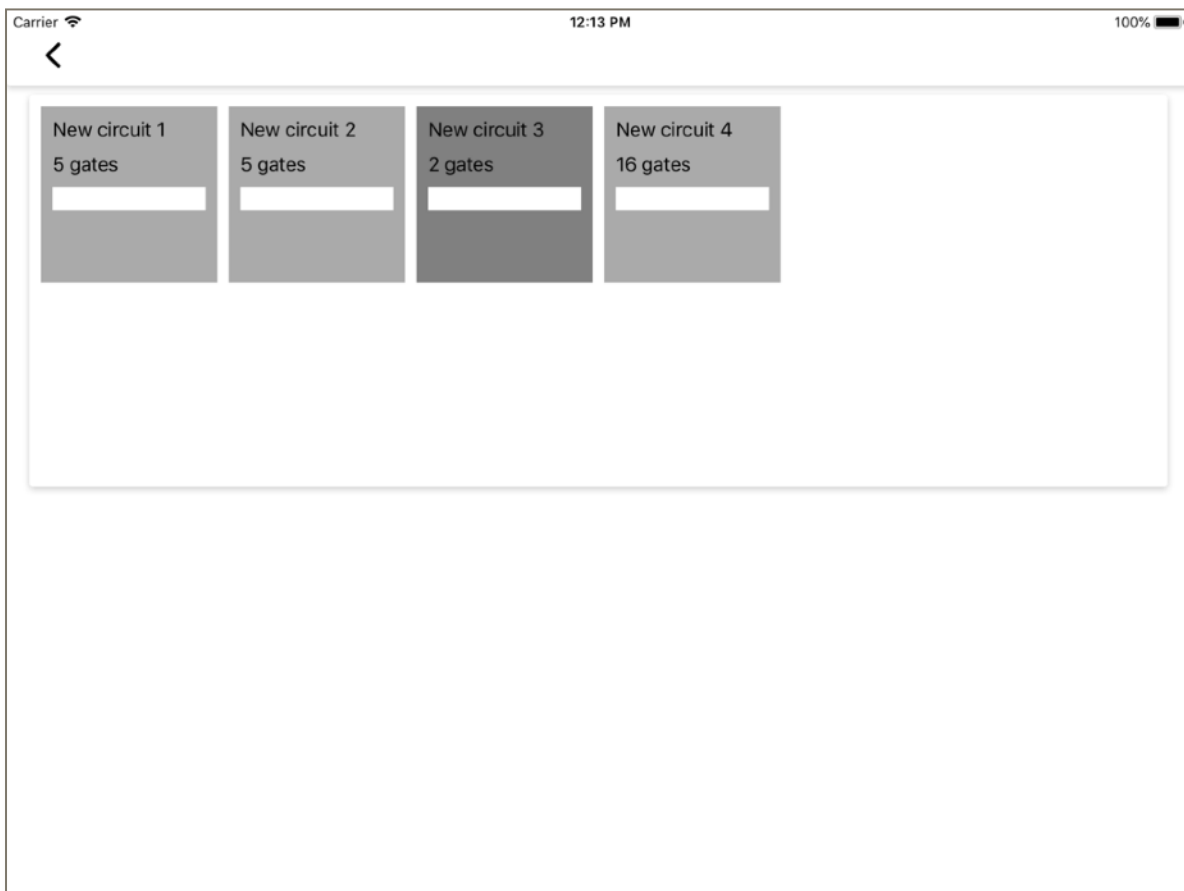 Carrier
12:13 PM
100%
New circuit 1
5 gates
New circuit 2
5 gates
New circuit 3
2 gates
New circuit 4
16 gates